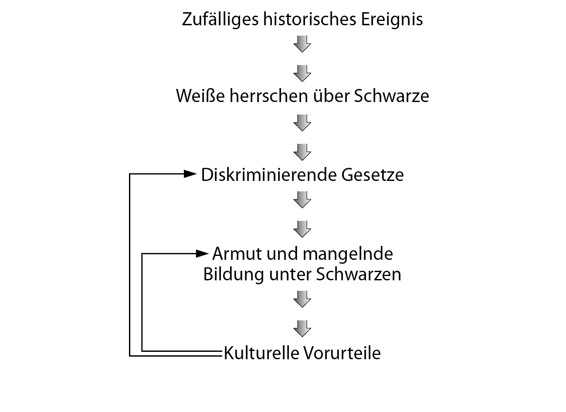 Zufälliges historisches Ereignis
Weiße herrschen über Schwarze
Diskriminierende Gesetze
Armut und mangelnde
Bildung unter Schwarzen
Kulturelle Vorurteile